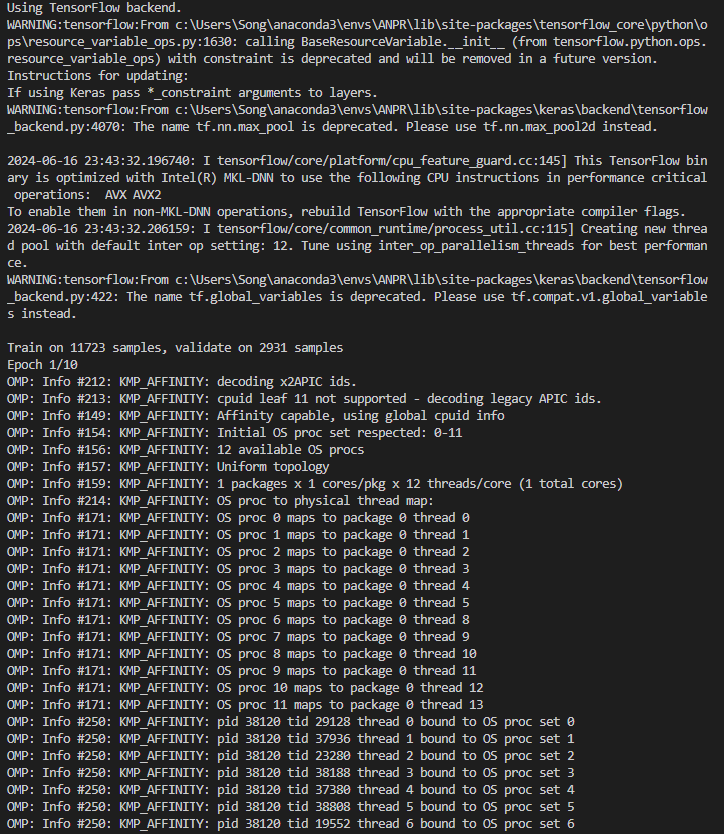 Using TensorFlow backend.
WARNING:tensorflow:From c:\Users\Song\anaconda3\envs\ANPR\lib\site-packages\tensorflow_core\python\o
ps\resource_variable_ops.py:1630: calling BaseResourceVariable.__init__ (from tensorflow.python.ops.
resource_variable_ops) with constraint is deprecated and will be removed in a future version.
Instructions for updating:
If using Keras pass *_constraint arguments to layers.
WARNING:tensorflow:From c:\Users\Song\anaconda3\envs\ANPR\lib\site-packages\keras\backend\tensorflow
_backend.py:4070: The name tf.nn.max_pool is deprecated. Please use tf.nn.max_pool2d instead.
2024-06-16 23:43:32.196740: I tensorflow/core/platform/cpu_feature_guard.cc:145] This TensorFlow bin
ary is optimized with Intel(R) MKL-DNN to use the following CPU instructions in performance critical
 operations:  AVX AVX2
To enable them in non-MKL-DNN operations, rebuild TensorFlow with the appropriate compiler flags.
2024-06-16 23:43:32.206159: I tensorflow/core/common_runtime/process_util.cc:115] Creating new threa
d pool with default inter op setting: 12. Tune using inter_op_parallelism_threads for best performan
ce.
WARNING:tensorflow:From c:\Users\Song\anaconda3\envs\ANPR\lib\site-packages\keras\backend\tensorflow
_backend.py:422: The name tf.global_variables is deprecated. Please use tf.compat.v1.global_variable
s instead.
Train on 11723 samples, validate on 2931 samples
Epoch 1/10
OMP: Info #212: KMP_AFFINITY: decoding x2APIC ids.
OMP: Info #213: KMP_AFFINITY: cpuid leaf 11 not supported - decoding legacy APIC ids.
OMP: Info #149: KMP_AFFINITY: Affinity capable, using global cpuid info
OMP: Info #154: KMP_AFFINITY: Initial OS proc set respected: 0-11
OMP: Info #156: KMP_AFFINITY: 12 available OS procs
OMP: Info #157: KMP_AFFINITY: Uniform topology
OMP: Info #159: KMP_AFFINITY: 1 packages x 1 cores/pkg x 12 threads/core (1 total cores)
OMP: Info #214: KMP_AFFINITY: OS proc to physical thread map:
OMP: Info #171: KMP_AFFINITY: OS proc 0 maps to package 0 thread 0
OMP: Info #171: KMP_AFFINITY: OS proc 1 maps to package 0 thread 1
OMP: Info #171: KMP_AFFINITY: OS proc 2 maps to package 0 thread 2
OMP: Info #171: KMP_AFFINITY: OS proc 3 maps to package 0 thread 3
OMP: Info #171: KMP_AFFINITY: OS proc 4 maps to package 0 thread 4
OMP: Info #171: KMP_AFFINITY: OS proc 5 maps to package 0 thread 5
OMP: Info #171: KMP_AFFINITY: OS proc 6 maps to package 0 thread 8
OMP: Info #171: KMP_AFFINITY: OS proc 7 maps to package 0 thread 9
OMP: Info #171: KMP_AFFINITY: OS proc 8 maps to package 0 thread 10
OMP: Info #171: KMP_AFFINITY: OS proc 9 maps to package 0 thread 11
OMP: Info #171: KMP_AFFINITY: OS proc 10 maps to package 0 thread 12
OMP: Info #171: KMP_AFFINITY: OS proc 11 maps to package 0 thread 13
OMP: Info #250: KMP_AFFINITY: pid 38120 tid 29128 thread 0 bound to OS proc set 0
OMP: Info #250: KMP_AFFINITY: pid 38120 tid 37936 thread 1 bound to OS proc set 1
OMP: Info #250: KMP_AFFINITY: pid 38120 tid 23280 thread 2 bound to OS proc set 2
OMP: Info #250: KMP_AFFINITY: pid 38120 tid 38188 thread 3 bound to OS proc set 3
OMP: Info #250: KMP_AFFINITY: pid 38120 tid 37380 thread 4 bound to OS proc set 4
OMP: Info #250: KMP_AFFINITY: pid 38120 tid 38808 thread 5 bound to OS proc set 5
OMP: Info #250: KMP_AFFINITY: pid 38120 tid 19552 thread 6 bound to OS proc set 6